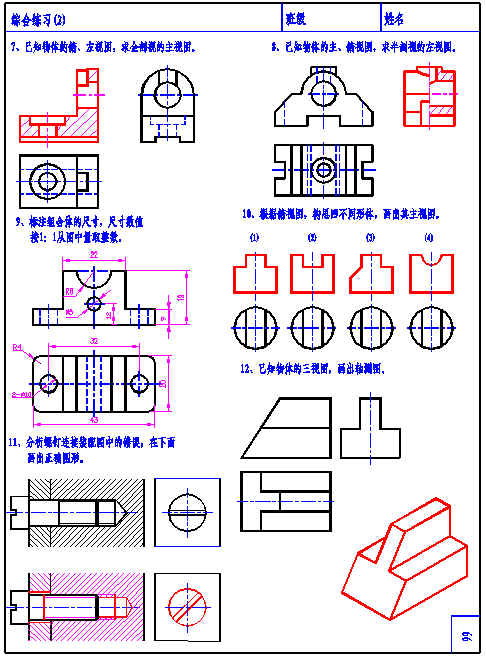 综合练习(2)
班级
姓名
7、已知物体的俯、左视图，求全剖视的主视图。
8、已知物体的主、俯视图，求半剖视的左视图。
9、标注组合体的尺寸，尺寸数值
按1：1从图中量取整数。
22
R8
19
12
5
32
R4
20
43
10、根据俯视图，构思四不同形体，画出其主视图。
(1)
(2)
(3)
(4)
11、分析螺钉连接装配图中的错误，在下面
画出正确图形。
12、已知物体的三视图，画出轴测图。
99